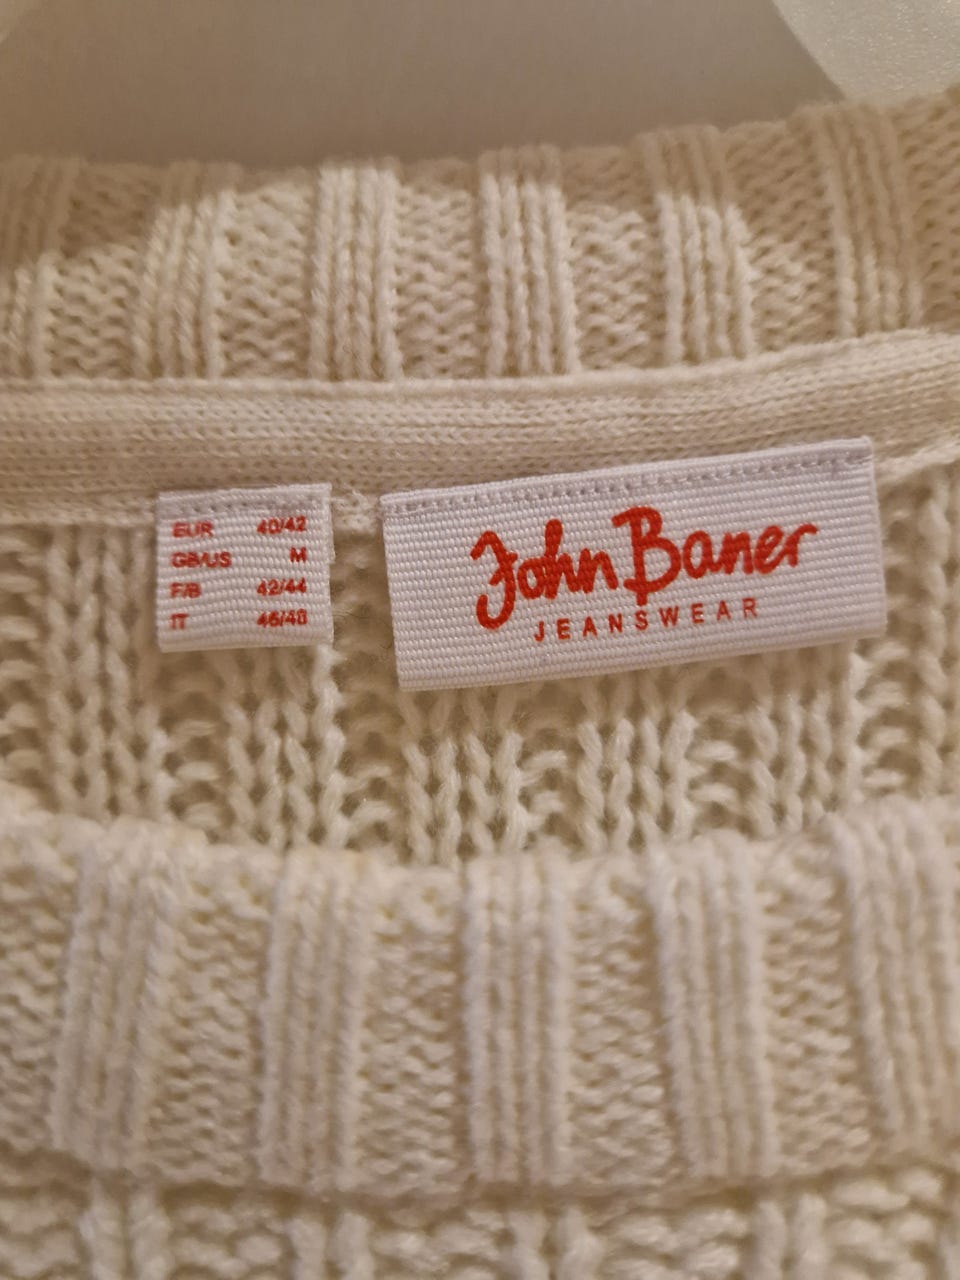 EUR 40/42
GB/US M
F/B 42/44
IT 46/48
John Baner
JEANSWEAR